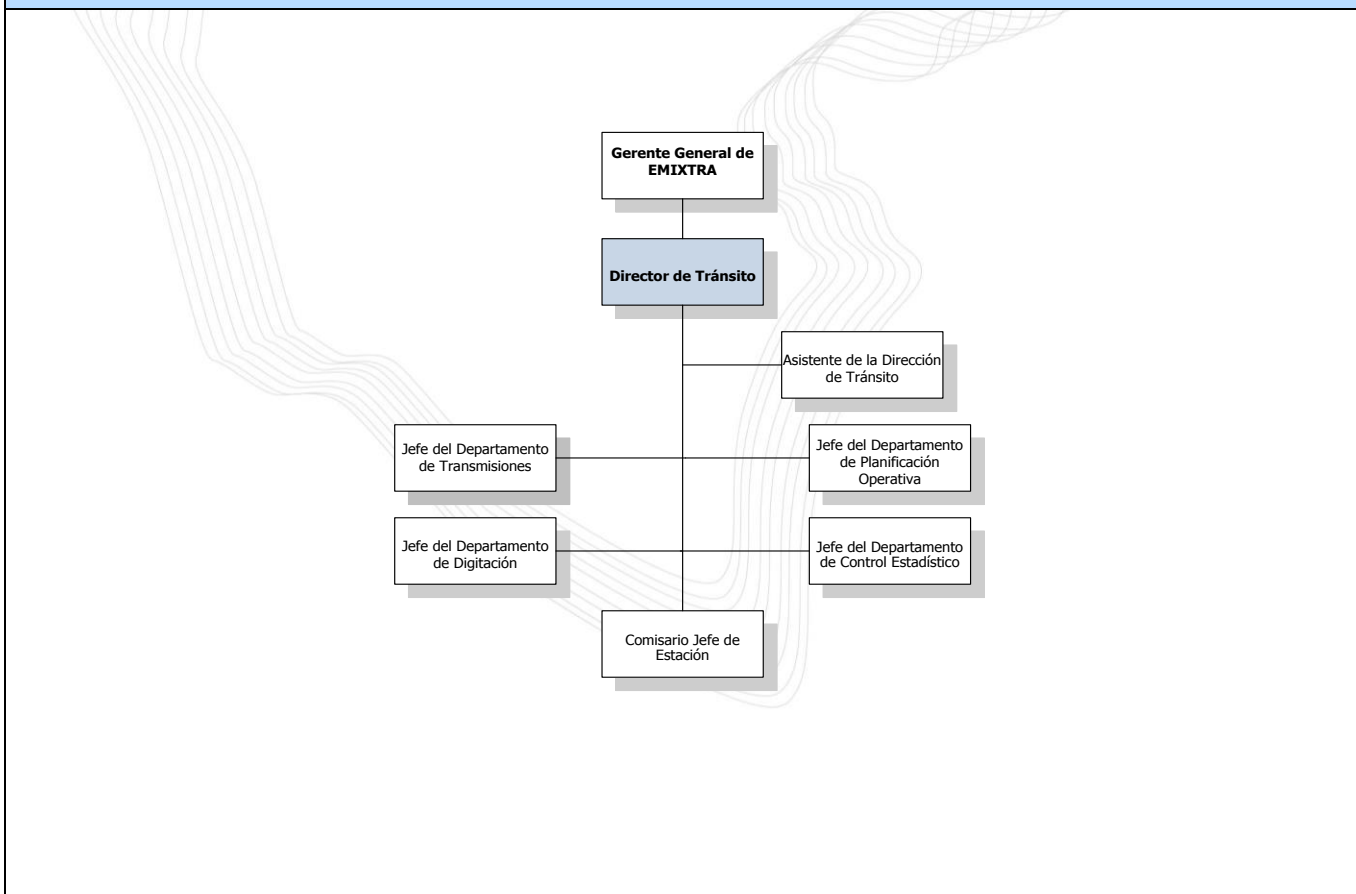 Gerente General de
EMIXTRA
Director de Tránsito
Asistente de la Dirección
de Tránsito
Jefe del Departamento
de Transmisiones
Jefe del Departamento
de Planificación
Operativa
Jefe del Departamento
de Digitación
Jefe del Departamento
de Control Estadístico
Comisario Jefe de
Estación